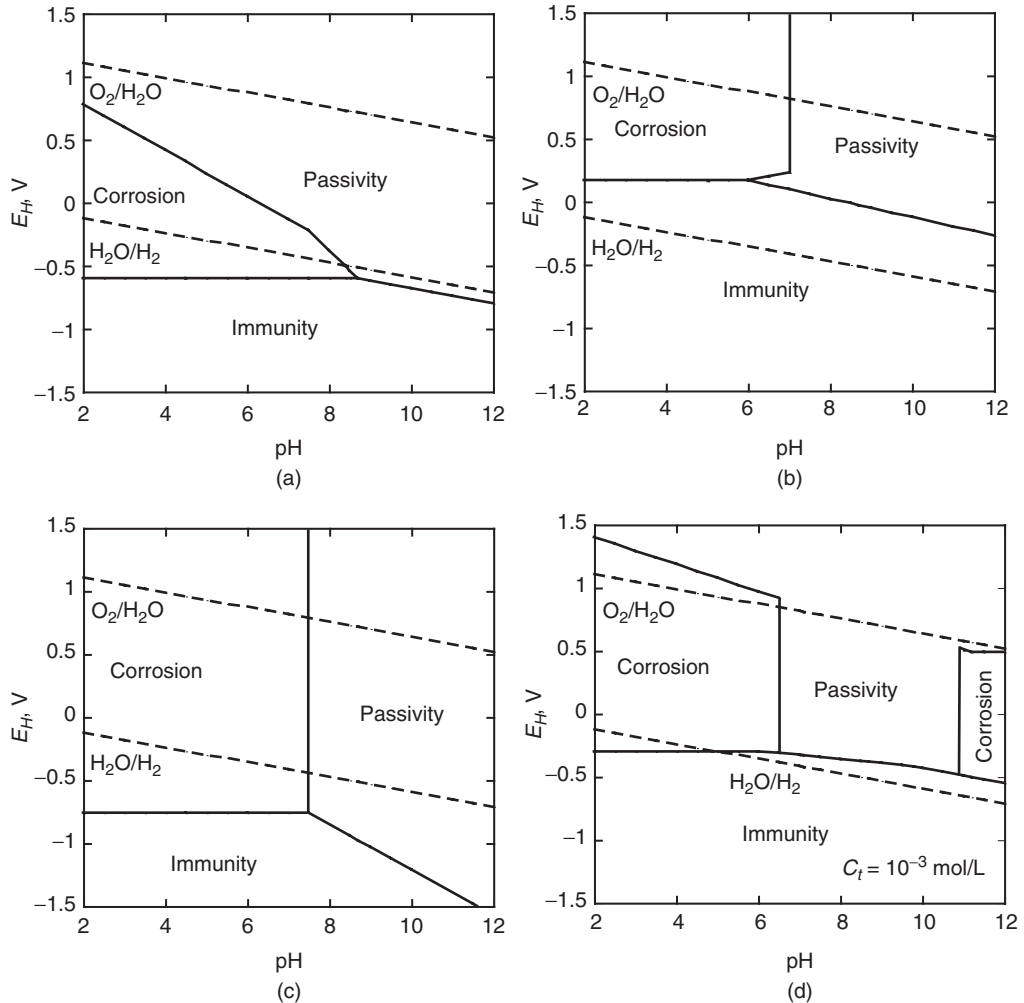 1.5
1
0.5
0
−0.5
−1
−1.5
E_H, V
O₂/H₂O
Corrosion
Passivity
H₂O/H₂
Immunity
2 4 6 8 10 12
pH
(a)
1.5
1
0.5
0
−0.5
−1
−1.5
E_H, V
O₂/H₂O
Corrosion
Passivity
H₂O/H₂
Immunity
2 4 6 8 10 12
pH
(b)
1.5
1
0.5
0
−0.5
−1
−1.5
E_H, V
O₂/H₂O
Corrosion
Passivity
H₂O/H₂
Immunity
2 4 6 8 10 12
pH
(c)
1.5
1
0.5
0
−0.5
−1
−1.5
E_H, V
O₂/H₂O
Corrosion
Passivity
Corrosion
H₂O/H₂
Immunity
C_t = 10⁻³ mol/L
2 4 6 8 10 12
pH
(d)